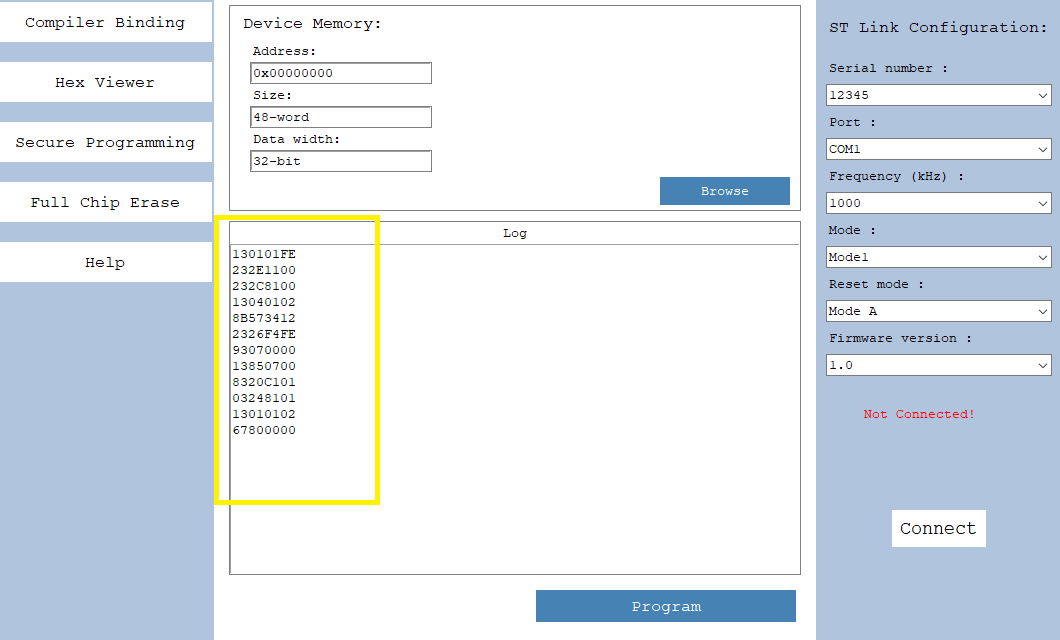 Compiler Binding
Hex Viewer
Secure Programming
Full Chip Erase
Help
Device Memory:
Address:
0x00000000
Size:
48-word
Data width:
32-bit
Browse
Log
130101FE
232E1100
232C8100
13040102
8B573412
2326F4FE
93070000
13850700
8320C101
03248101
13010102
67800000
Program
ST Link Configuration:
Serial number :
12345
Port :
COM1
Frequency (kHz) :
1000
Mode :
Mode1
Reset mode :
Mode A
Firmware version :
1.0
Not Connected!
Connect